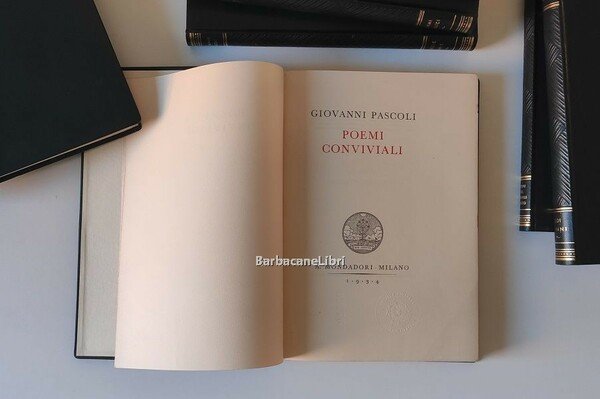 GIOVANNI PASCOLI
POEMI
CONVIVIALI
BarbacaneLibri
A. MONDADORI · MILANO
1 · 9 · 3 · 4